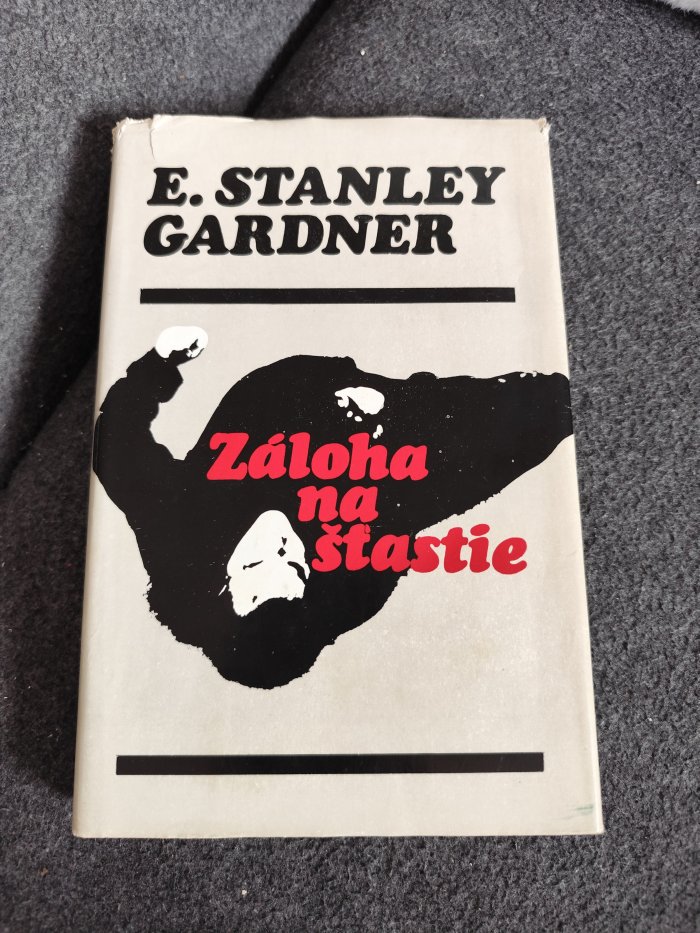 E. STANLEY
GARDNER
Záloha
na
šťastie